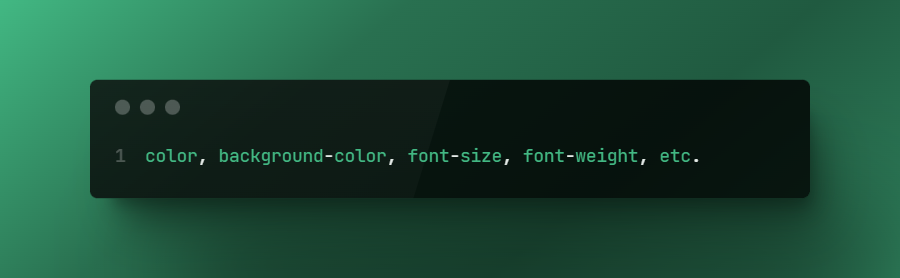 1 color, background-color, font-size, font-weight, etc.